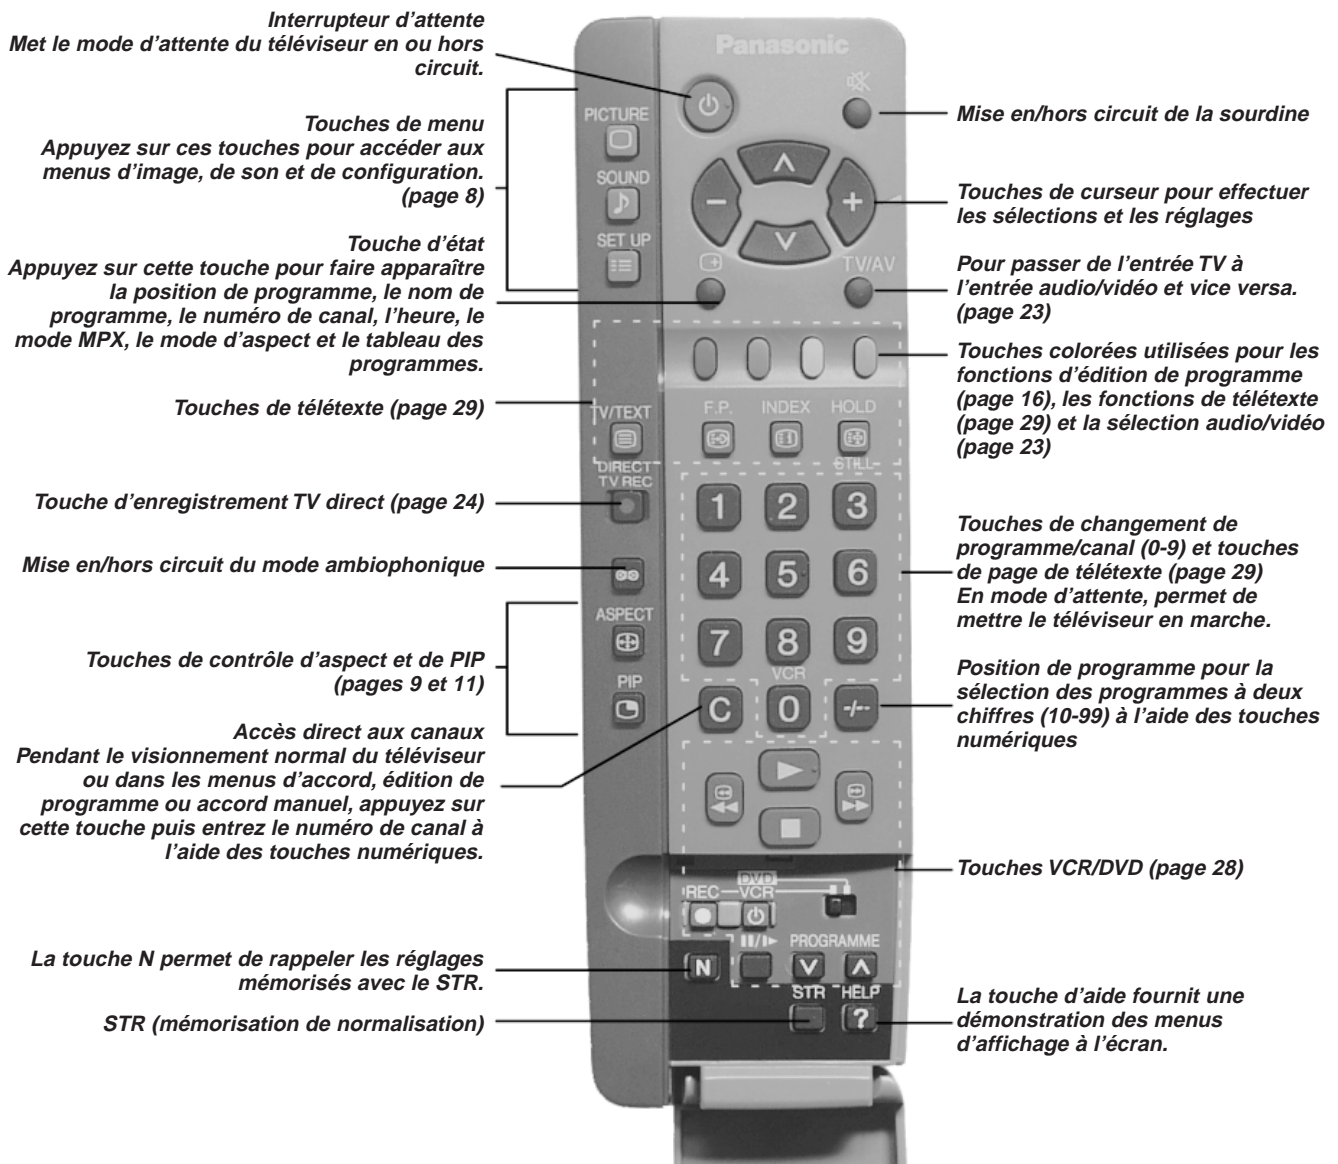 Interrupteur d'attente
Met le mode d'attente du téléviseur en ou hors
circuit.
Touches de menu
Appuyez sur ces touches pour accéder aux
menus d'image, de son et de configuration.
(page 8)
Touche d'état
Appuyez sur cette touche pour faire apparaître
la position de programme, le nom de
programme, le numéro de canal, l'heure, le
mode MPX, le mode d'aspect et le tableau des
programmes.
Touches de télétexte (page 29)
Touche d'enregistrement TV direct (page 24)
Mise en/hors circuit du mode ambiophonique
Touches de contrôle d'aspect et de PIP
(pages 9 et 11)
Accès direct aux canaux
Pendant le visionnement normal du téléviseur
ou dans les menus d'accord, édition de
programme ou accord manuel, appuyez sur
cette touche puis entrez le numéro de canal à
l'aide des touches numériques.
La touche N permet de rappeler les réglages
mémorisés avec le STR.
STR (mémorisation de normalisation)
Panasonic
PICTURE
SOUND
SET UP
TV/AV
TV/TEXT
F.P. INDEX HOLD
STILL
DIRECT
TV REC
1 2 3
4 5 6
7 8 9
ASPECT
VCR
PIP
C 0 -/--
DVD
REC VCR
PROGRAMME
N
STR HELP
?
Mise en/hors circuit de la sourdine
Touches de curseur pour effectuer
les sélections et les réglages
Pour passer de l'entrée TV à
l'entrée audio/vidéo et vice versa.
(page 23)
Touches colorées utilisées pour les
fonctions d'édition de programme
(page 16), les fonctions de télétexte
(page 29) et la sélection audio/vidéo
(page 23)
Touches de changement de
programme/canal (0-9) et touches
de page de télétexte (page 29)
En mode d'attente, permet de
mettre le téléviseur en marche.
Position de programme pour la
sélection des programmes à deux
chiffres (10-99) à l'aide des touches
numériques
Touches VCR/DVD (page 28)
La touche d'aide fournit une
démonstration des menus
d'affichage à l'écran.